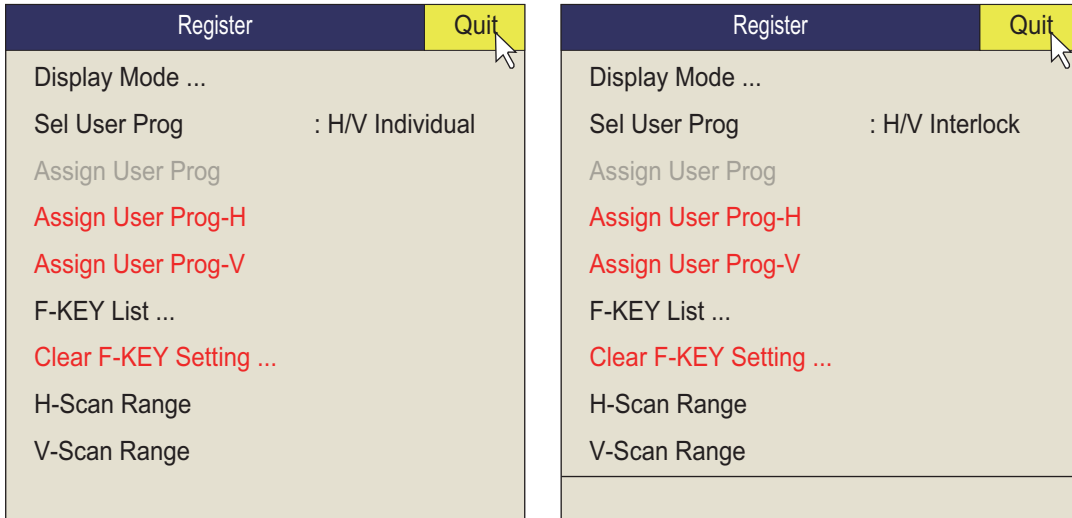 Register Quit
Display Mode ...
Sel User Prog : H/V Individual
Assign User Prog
Assign User Prog-H
Assign User Prog-V
F-KEY List ...
Clear F-KEY Setting ...
H-Scan Range
V-Scan Range
Register Quit
Display Mode ...
Sel User Prog : H/V Interlock
Assign User Prog
Assign User Prog-H
Assign User Prog-V
F-KEY List ...
Clear F-KEY Setting ...
H-Scan Range
V-Scan Range